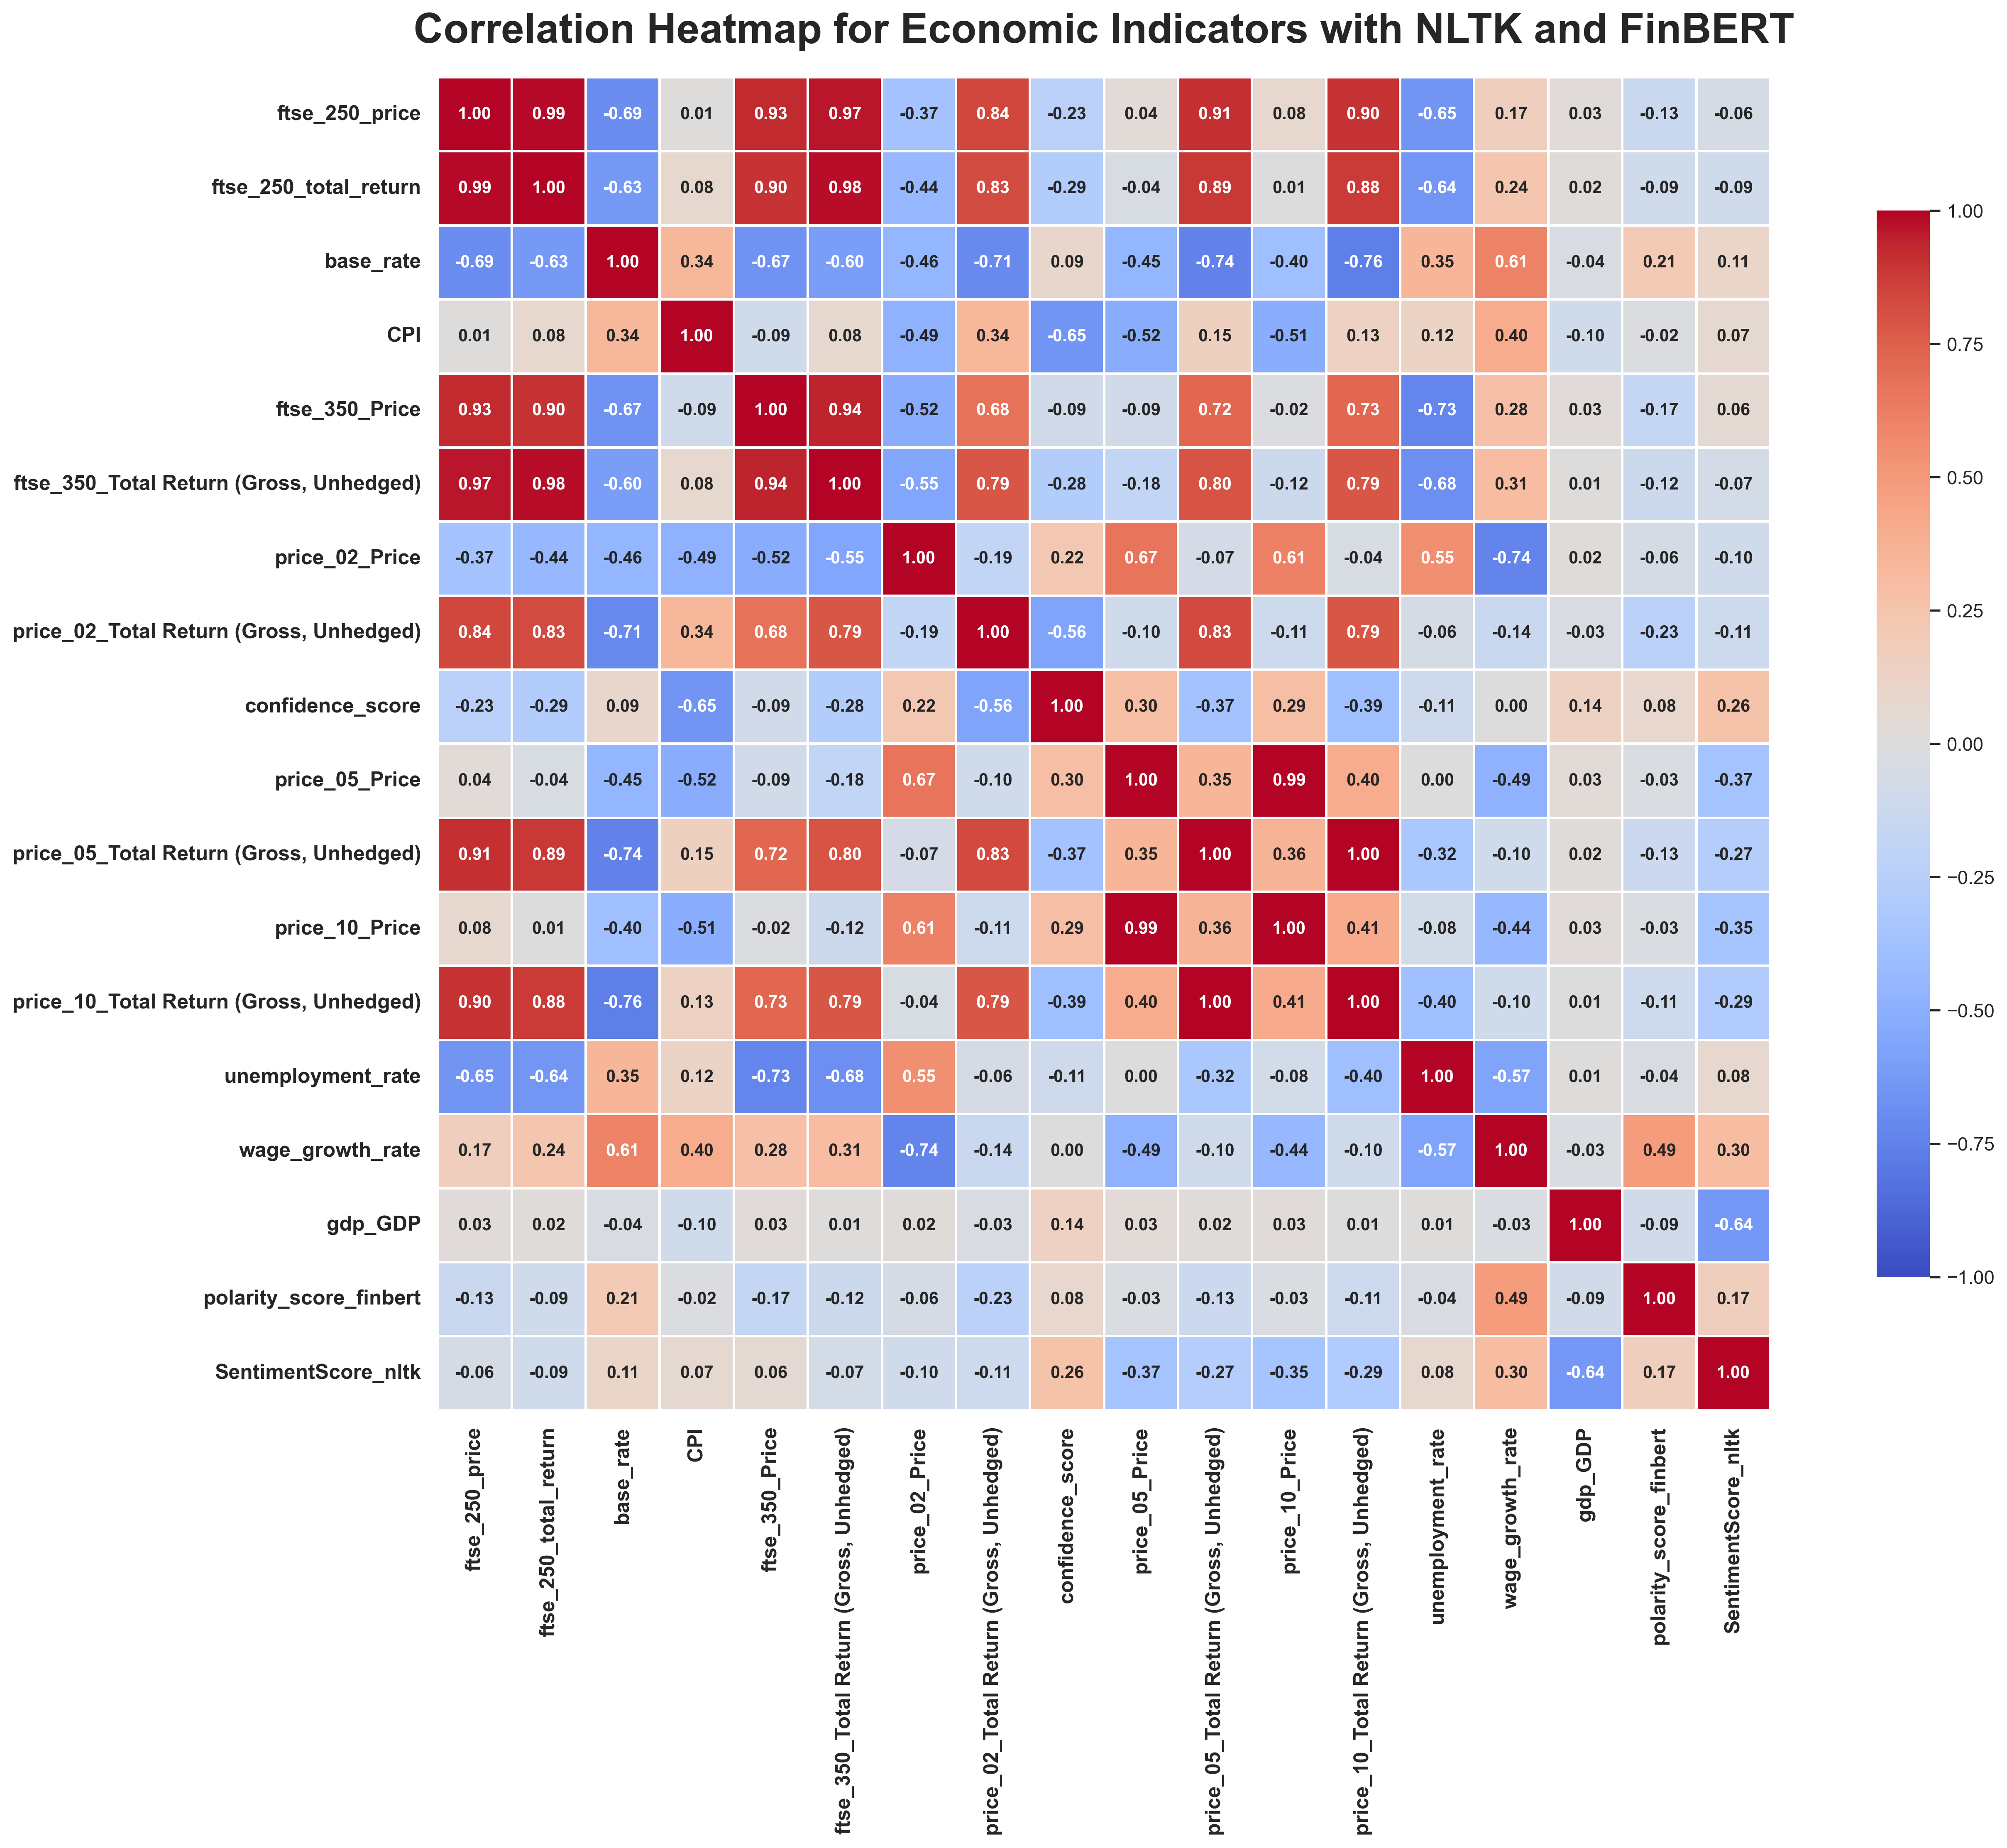 Correlation Heatmap for Economic Indicators with NLTK and FinBERT
ftse_250_price 1.00 0.99 -0.69 0.01 0.93 0.97 -0.37 0.84 -0.23 0.04 0.91 0.08 0.90 -0.65 0.17 0.03 -0.13 -0.06
ftse_250_total_return 0.99 1.00 -0.63 0.08 0.90 0.98 -0.44 0.83 -0.29 -0.04 0.89 0.01 0.88 -0.64 0.24 0.02 -0.09 -0.09
base_rate -0.69 -0.63 1.00 0.34 -0.67 -0.60 -0.46 -0.71 0.09 -0.45 -0.74 -0.40 -0.76 0.35 0.61 -0.04 0.21 0.11
CPI 0.01 0.08 0.34 1.00 -0.09 0.08 -0.49 0.34 -0.65 -0.52 0.15 -0.51 0.13 0.12 0.40 -0.10 -0.02 0.07
ftse_350_Price 0.93 0.90 -0.67 -0.09 1.00 0.94 -0.52 0.68 -0.09 -0.09 0.72 -0.02 0.73 -0.73 0.28 0.03 -0.17 0.06
ftse_350_Total Return (Gross, Unhedged) 0.97 0.98 -0.60 0.08 0.94 1.00 -0.55 0.79 -0.28 -0.18 0.80 -0.12 0.79 -0.68 0.31 0.01 -0.12 -0.07
price_02_Price -0.37 -0.44 -0.46 -0.49 -0.52 -0.55 1.00 -0.19 0.22 0.67 -0.07 0.61 -0.04 0.55 -0.74 0.02 -0.06 -0.10
price_02_Total Return (Gross, Unhedged) 0.84 0.83 -0.71 0.34 0.68 0.79 -0.19 1.00 -0.56 -0.10 0.83 -0.11 0.79 -0.06 -0.14 -0.03 -0.23 -0.11
confidence_score -0.23 -0.29 0.09 -0.65 -0.09 -0.28 0.22 -0.56 1.00 0.30 -0.37 0.29 -0.39 -0.11 0.00 0.14 0.08 0.26
price_05_Price 0.04 -0.04 -0.45 -0.52 -0.09 -0.18 0.67 -0.10 0.30 1.00 0.35 0.99 0.40 0.00 -0.49 0.03 -0.03 -0.37
price_05_Total Return (Gross, Unhedged) 0.91 0.89 -0.74 0.15 0.72 0.80 -0.07 0.83 -0.37 0.35 1.00 0.36 1.00 -0.32 -0.10 0.02 -0.13 -0.27
price_10_Price 0.08 0.01 -0.40 -0.51 -0.02 -0.12 0.61 -0.11 0.29 0.99 0.36 1.00 0.41 -0.08 -0.44 0.03 -0.03 -0.35
price_10_Total Return (Gross, Unhedged) 0.90 0.88 -0.76 0.13 0.73 0.79 -0.04 0.79 -0.39 0.40 1.00 0.41 1.00 -0.40 -0.10 0.01 -0.11 -0.29
unemployment_rate -0.65 -0.64 0.35 0.12 -0.73 -0.68 0.55 -0.06 -0.11 0.00 -0.32 -0.08 -0.40 1.00 -0.57 0.01 -0.04 0.08
wage_growth_rate 0.17 0.24 0.61 0.40 0.28 0.31 -0.74 -0.14 0.00 -0.49 -0.10 -0.44 -0.10 -0.57 1.00 -0.03 0.49 0.30
gdp_GDP 0.03 0.02 -0.04 -0.10 0.03 0.01 0.02 -0.03 0.14 0.03 0.02 0.03 0.01 0.01 -0.03 1.00 -0.09 -0.64
polarity_score_finbert -0.13 -0.09 0.21 -0.02 -0.17 -0.12 -0.06 -0.23 0.08 -0.03 -0.13 -0.03 -0.11 -0.04 0.49 -0.09 1.00 0.17
SentimentScore_nltk -0.06 -0.09 0.11 0.07 0.06 -0.07 -0.10 -0.11 0.26 -0.37 -0.27 -0.35 -0.29 0.08 0.30 -0.64 0.17 1.00
ftse_250_price
ftse_250_total_return
base_rate
CPI
ftse_350_Price
ftse_350_Total Return (Gross, Unhedged)
price_02_Price
price_02_Total Return (Gross, Unhedged)
confidence_score
price_05_Price
price_05_Total Return (Gross, Unhedged)
price_10_Price
price_10_Total Return (Gross, Unhedged)
unemployment_rate
wage_growth_rate
gdp_GDP
polarity_score_finbert
SentimentScore_nltk
1.00
0.75
0.50
0.25
0.00
−0.25
−0.50
−0.75
−1.00